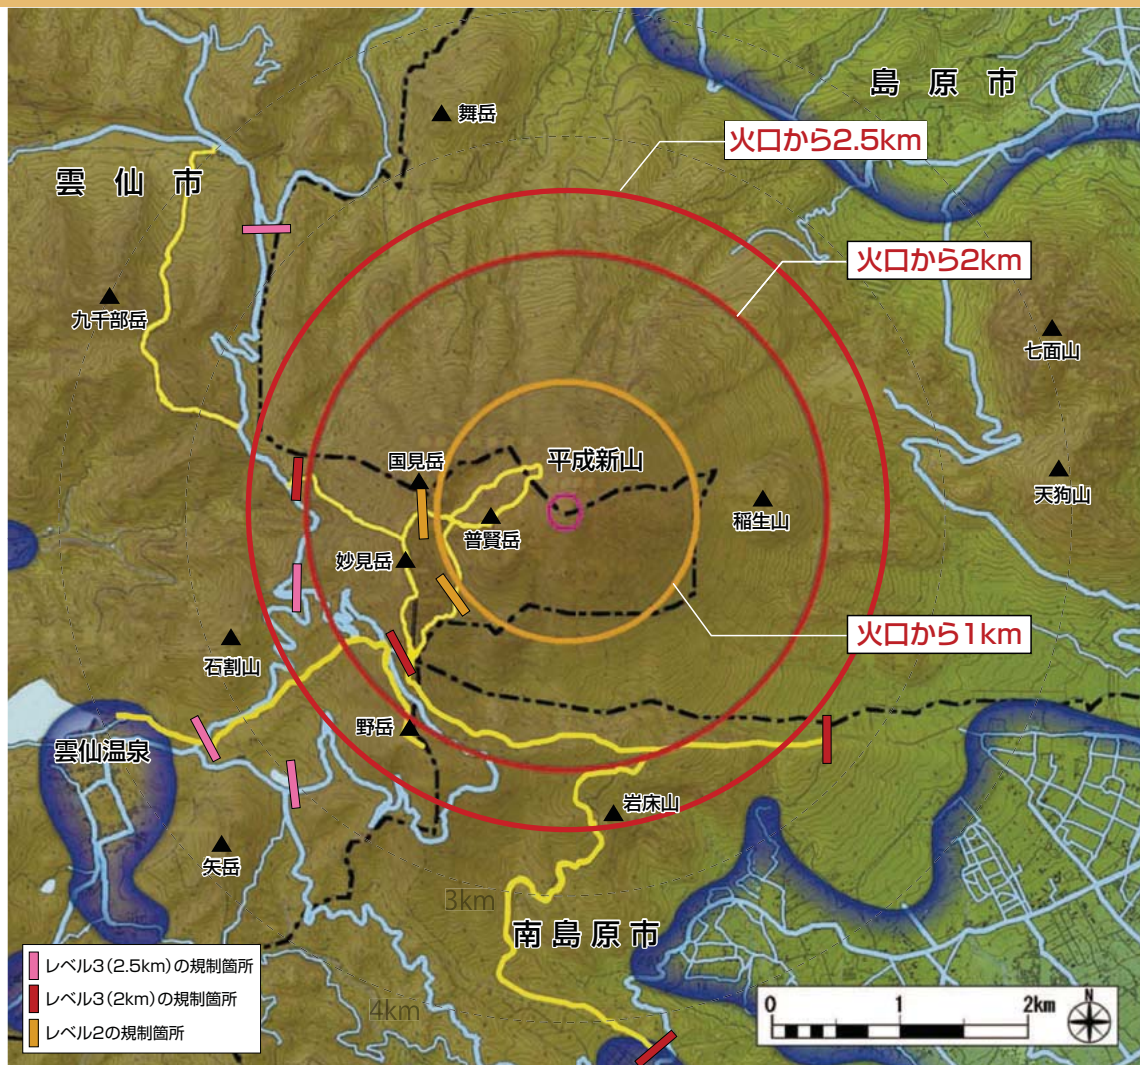 舞岳
島原市
火口から2.5km
雲仙市
火口から2km
九千部岳
七面山
国見岳
平成新山
天狗山
稲生山
普賢岳
妙見岳
火口から1km
石割山
野岳
雲仙温泉
岩床山
矢岳
3km
南島原市
レベル3(2.5km)の規制箇所
レベル3(2km)の規制箇所
レベル2の規制箇所
4km
0 1 2km
N